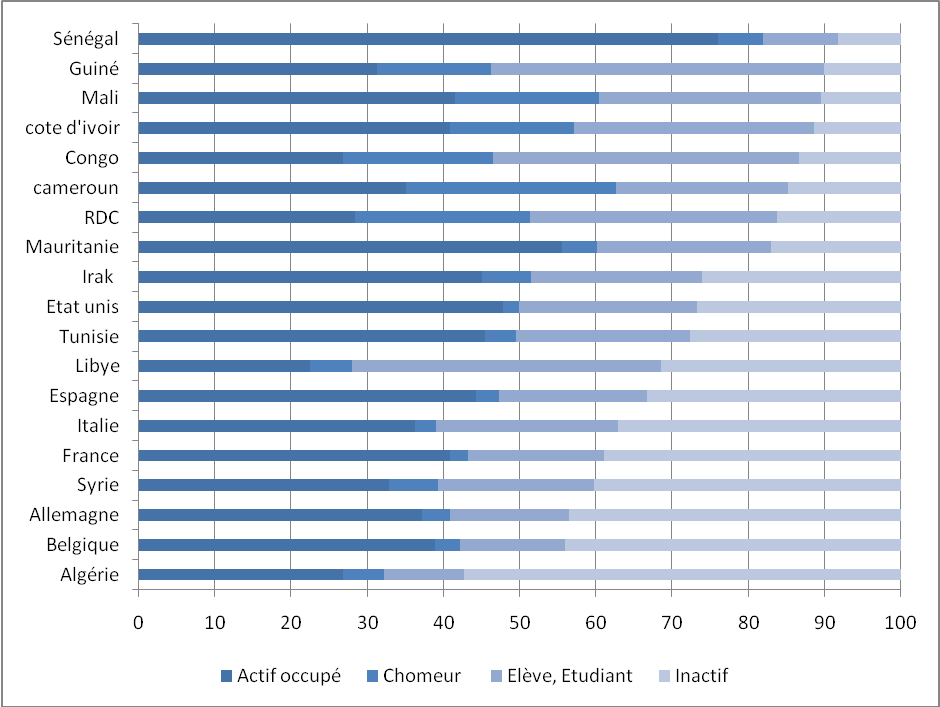 Sénégal
Guiné
Mali
cote d'ivoir
Congo
cameroun
RDC
Mauritanie
Irak
Etat unis
Tunisie
Libye
Espagne
Italie
France
Syrie
Allemagne
Belgique
Algérie
0 10 20 30 40 50 60 70 80 90 100
Actif occupé Chomeur Elève, Etudiant Inactif